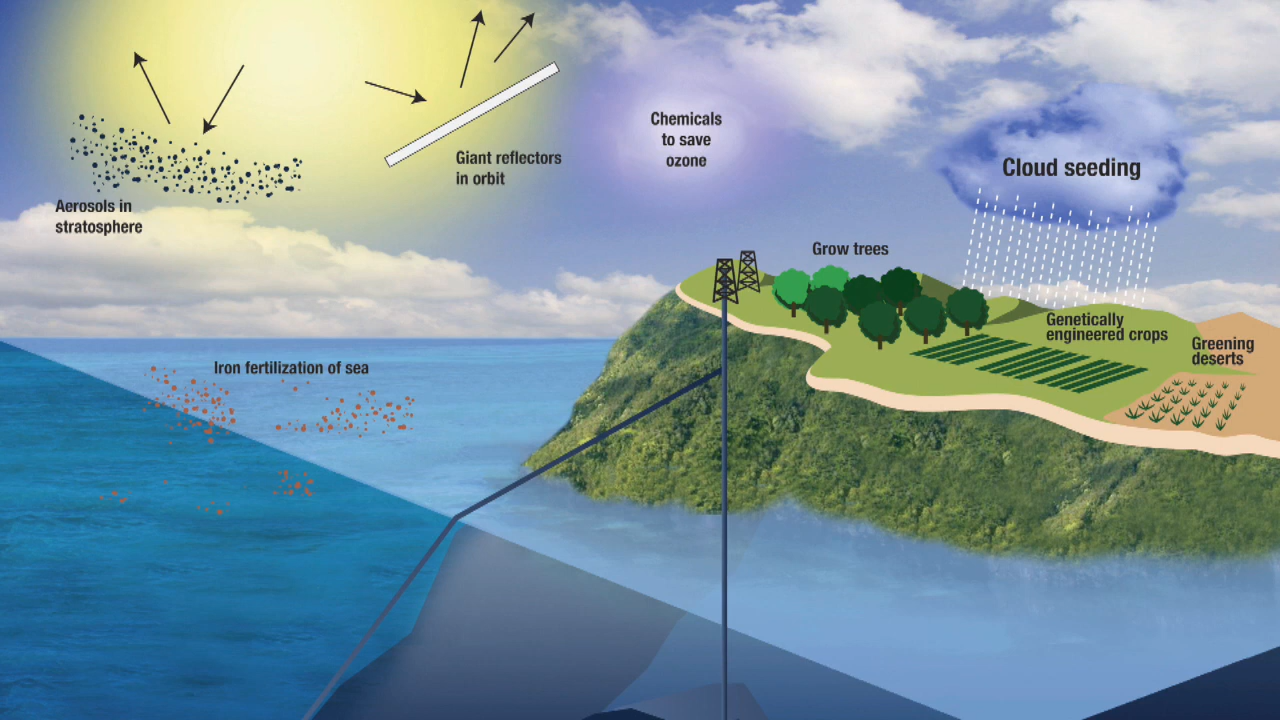 Chemicals
to save
ozone
Giant reflectors
in orbit
Cloud seeding
Aerosols in
stratosphere
Grow trees
Genetically
engineered crops
Greening
deserts
Iron fertilization of sea